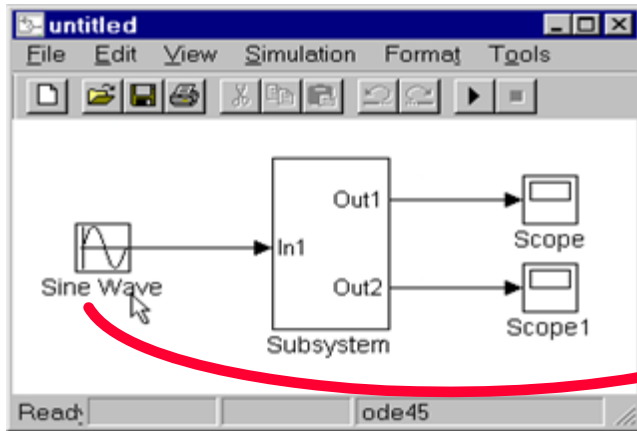 untitled
File Edit View Simulation Format Tools
Out1
Scope
In1
Sine Wave
Out2
Scope1
Subsystem
Ready ode45